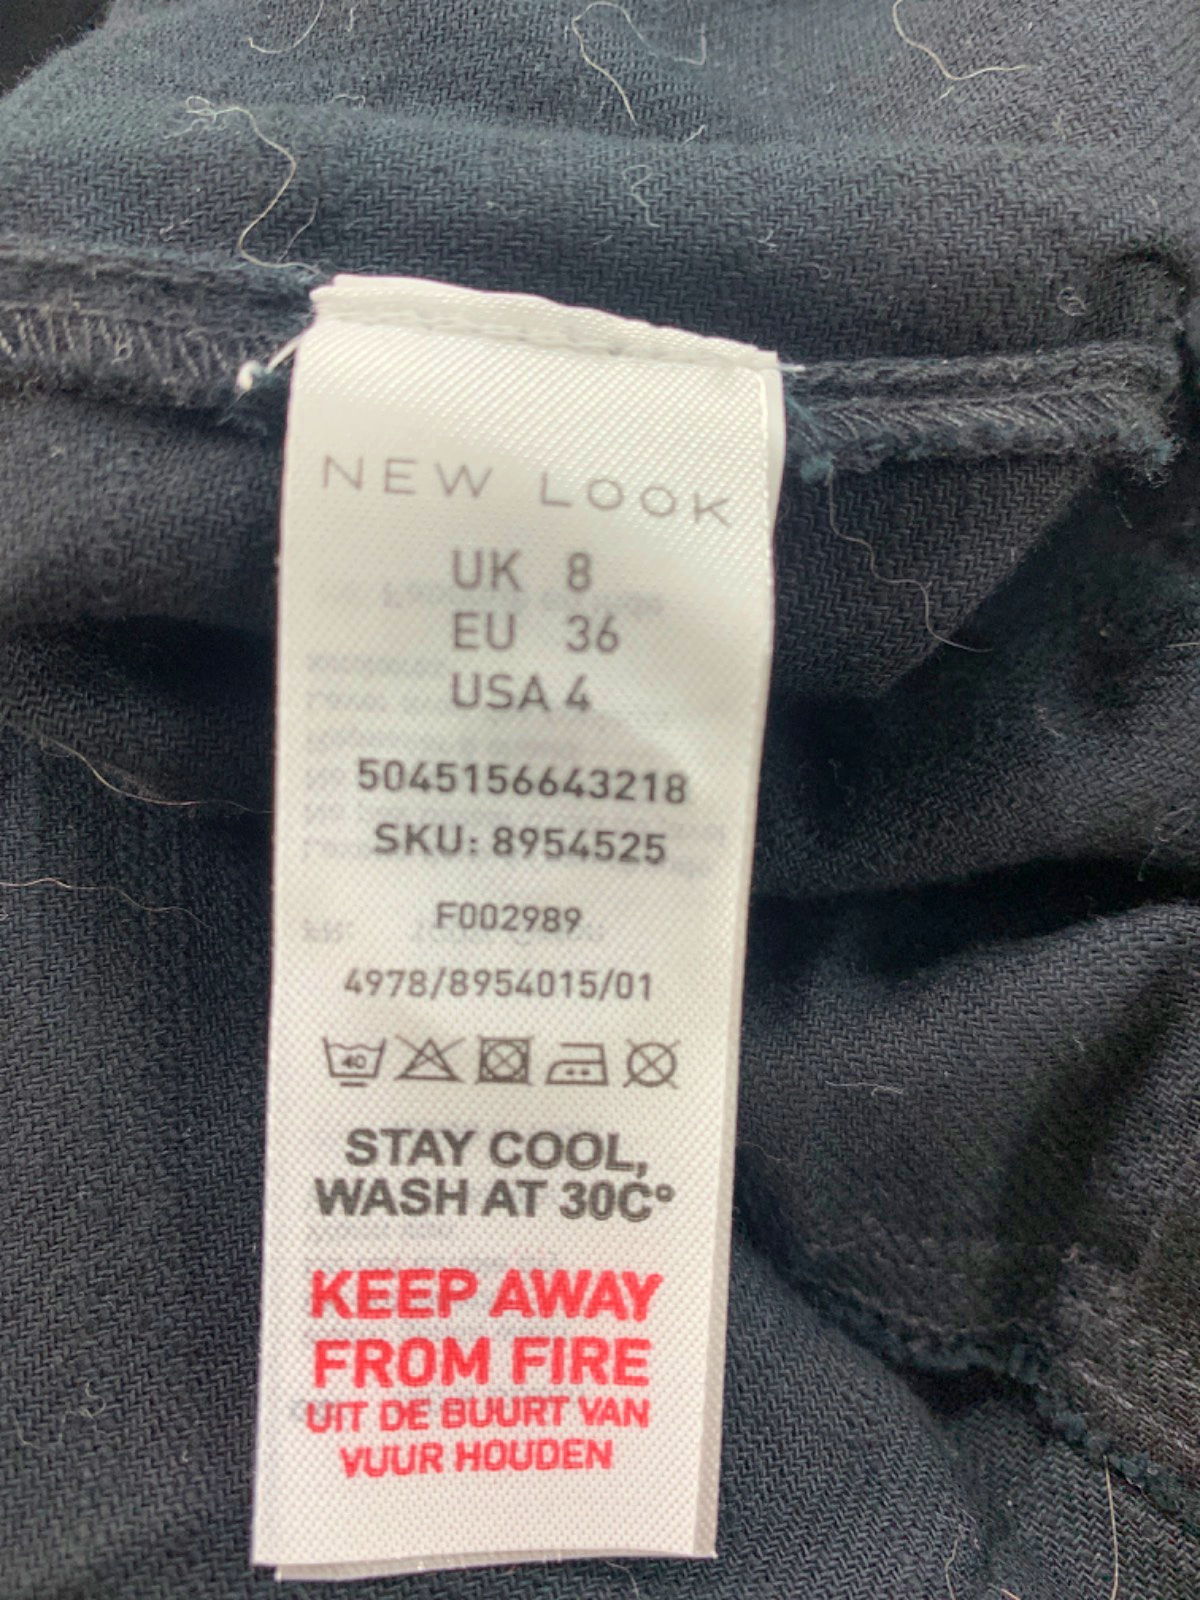 NEW LOOK
UK 8
EU 36
USA 4
5045156643218
SKU: 8954525
F002989
4978/8954015/01
40
STAY COOL,
WASH AT 30C°
KEEP AWAY
FROM FIRE
UIT DE BUURT VAN
VUUR HOUDEN